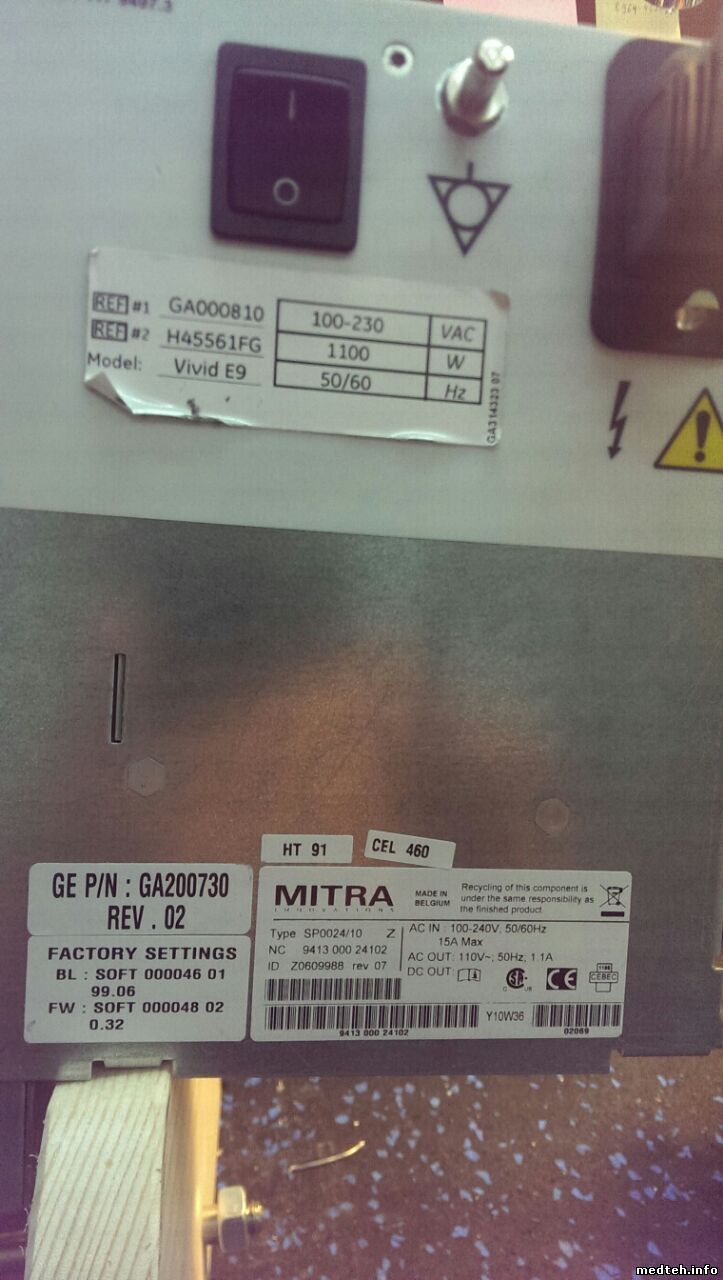 9497.3
I
O
REF #1 GA000810
REF #2 H45561FG
Model: Vivid E9
100-230 VAC
1100 W
50/60 Hz
GA314323 07
HT 91
CEL 460
GE P/N : GA200730
REV . 02
FACTORY SETTINGS
BL : SOFT 000046 01
99.06
FW : SOFT 000048 02
0.32
MITRA
INNOVATIONS
MADE IN
BELGIUM
Recycling of this component is
under the same responsibility as
the finished product.
Type SP0024/10 Z
NC 9413 000 24102
ID Z0609988 rev 07
AC IN : 100-240V, 50/60Hz
15A Max
AC OUT: 110V~; 50Hz; 1.1A
DC OUT:
C US
CE
CEBEC
9413 000 24102
Y10W36
02069
medteh.info